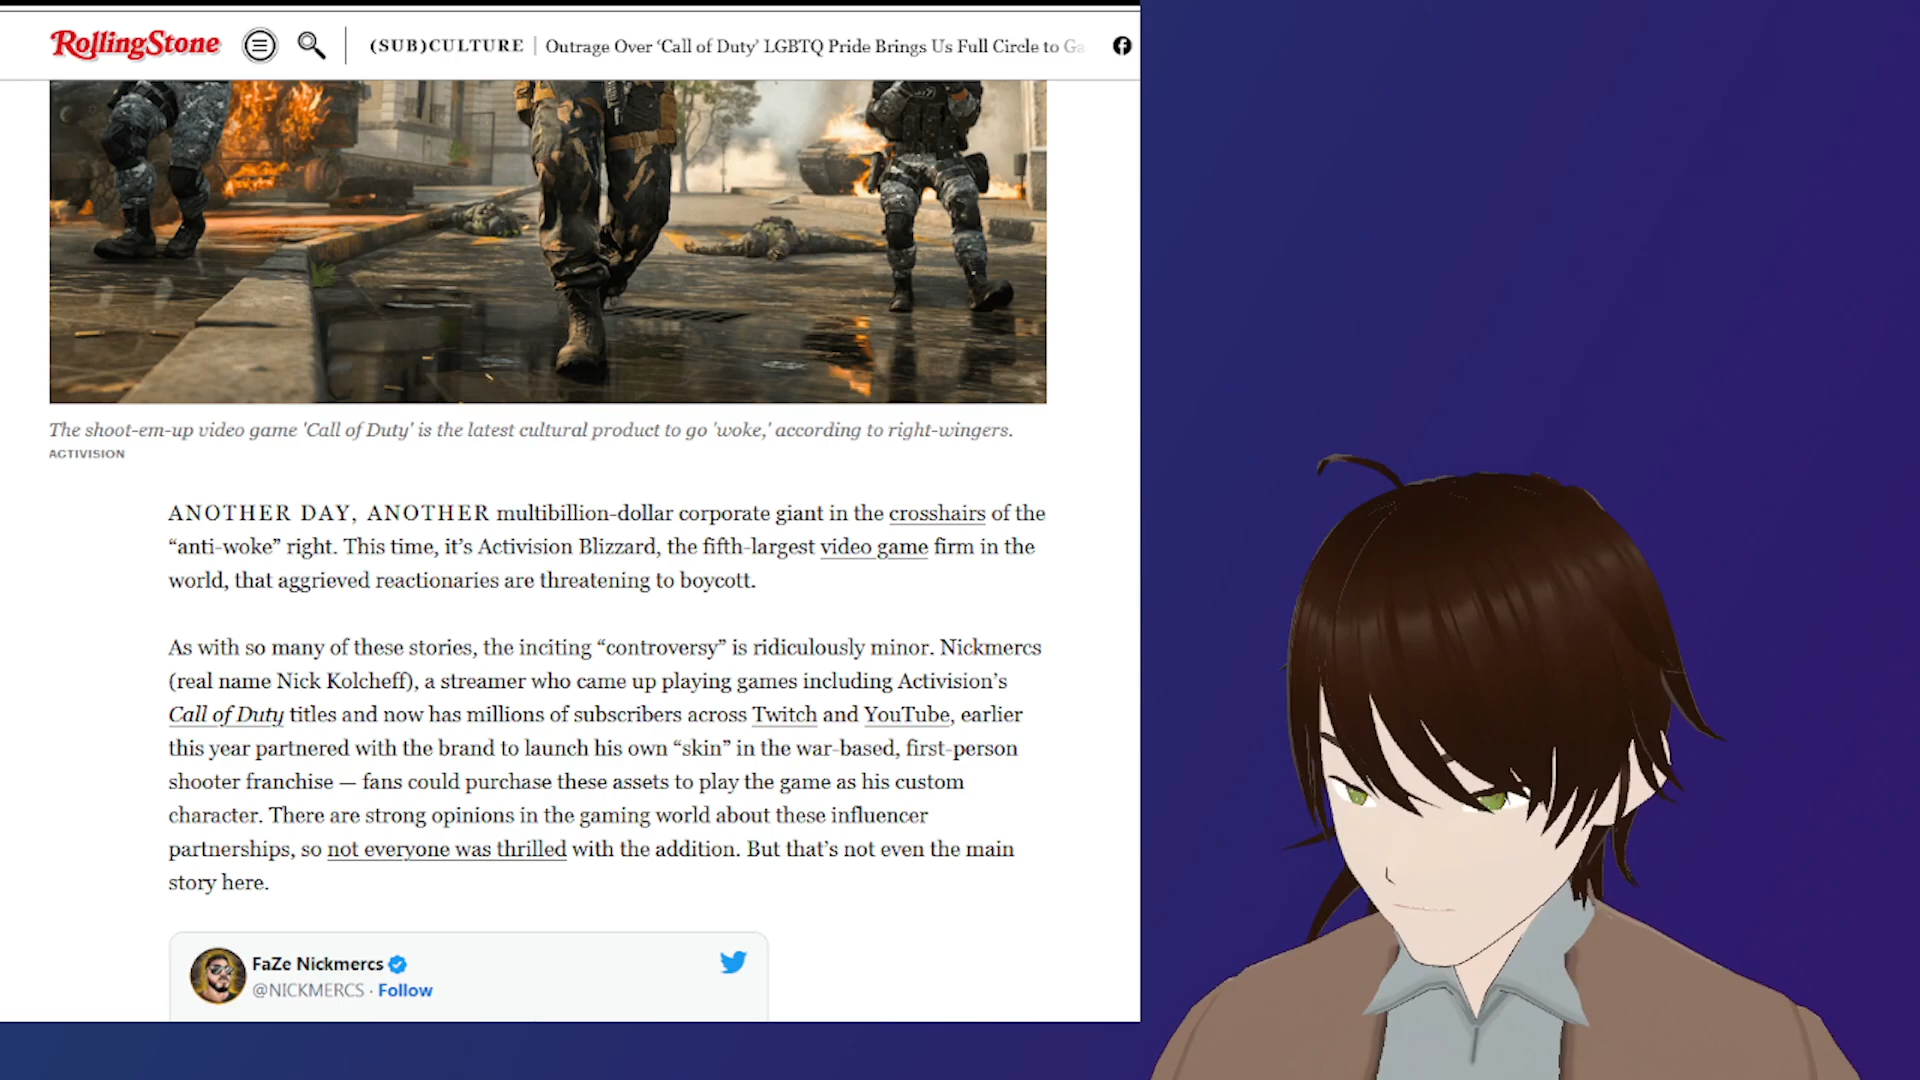 RollingStone
(SUB)CULTURE | Outrage Over ‘Call of Duty’ LGBTQ Pride Brings Us Full Circle to Ga
The shoot-em-up video game 'Call of Duty' is the latest cultural product to go 'woke,' according to right-wingers.
ACTIVISION
ANOTHER DAY, ANOTHER multibillion-dollar corporate giant in the crosshairs of the
“anti-woke” right. This time, it’s Activision Blizzard, the fifth-largest video game firm in the
world, that aggrieved reactionaries are threatening to boycott.
As with so many of these stories, the inciting “controversy” is ridiculously minor. Nickmercs
(real name Nick Kolcheff), a streamer who came up playing games including Activision’s
Call of Duty titles and now has millions of subscribers across Twitch and YouTube, earlier
this year partnered with the brand to launch his own “skin” in the war-based, first-person
shooter franchise — fans could purchase these assets to play the game as his custom
character. There are strong opinions in the gaming world about these influencer
partnerships, so not everyone was thrilled with the addition. But that’s not even the main
story here.
FaZe Nickmercs
@NICKMERCS · Follow